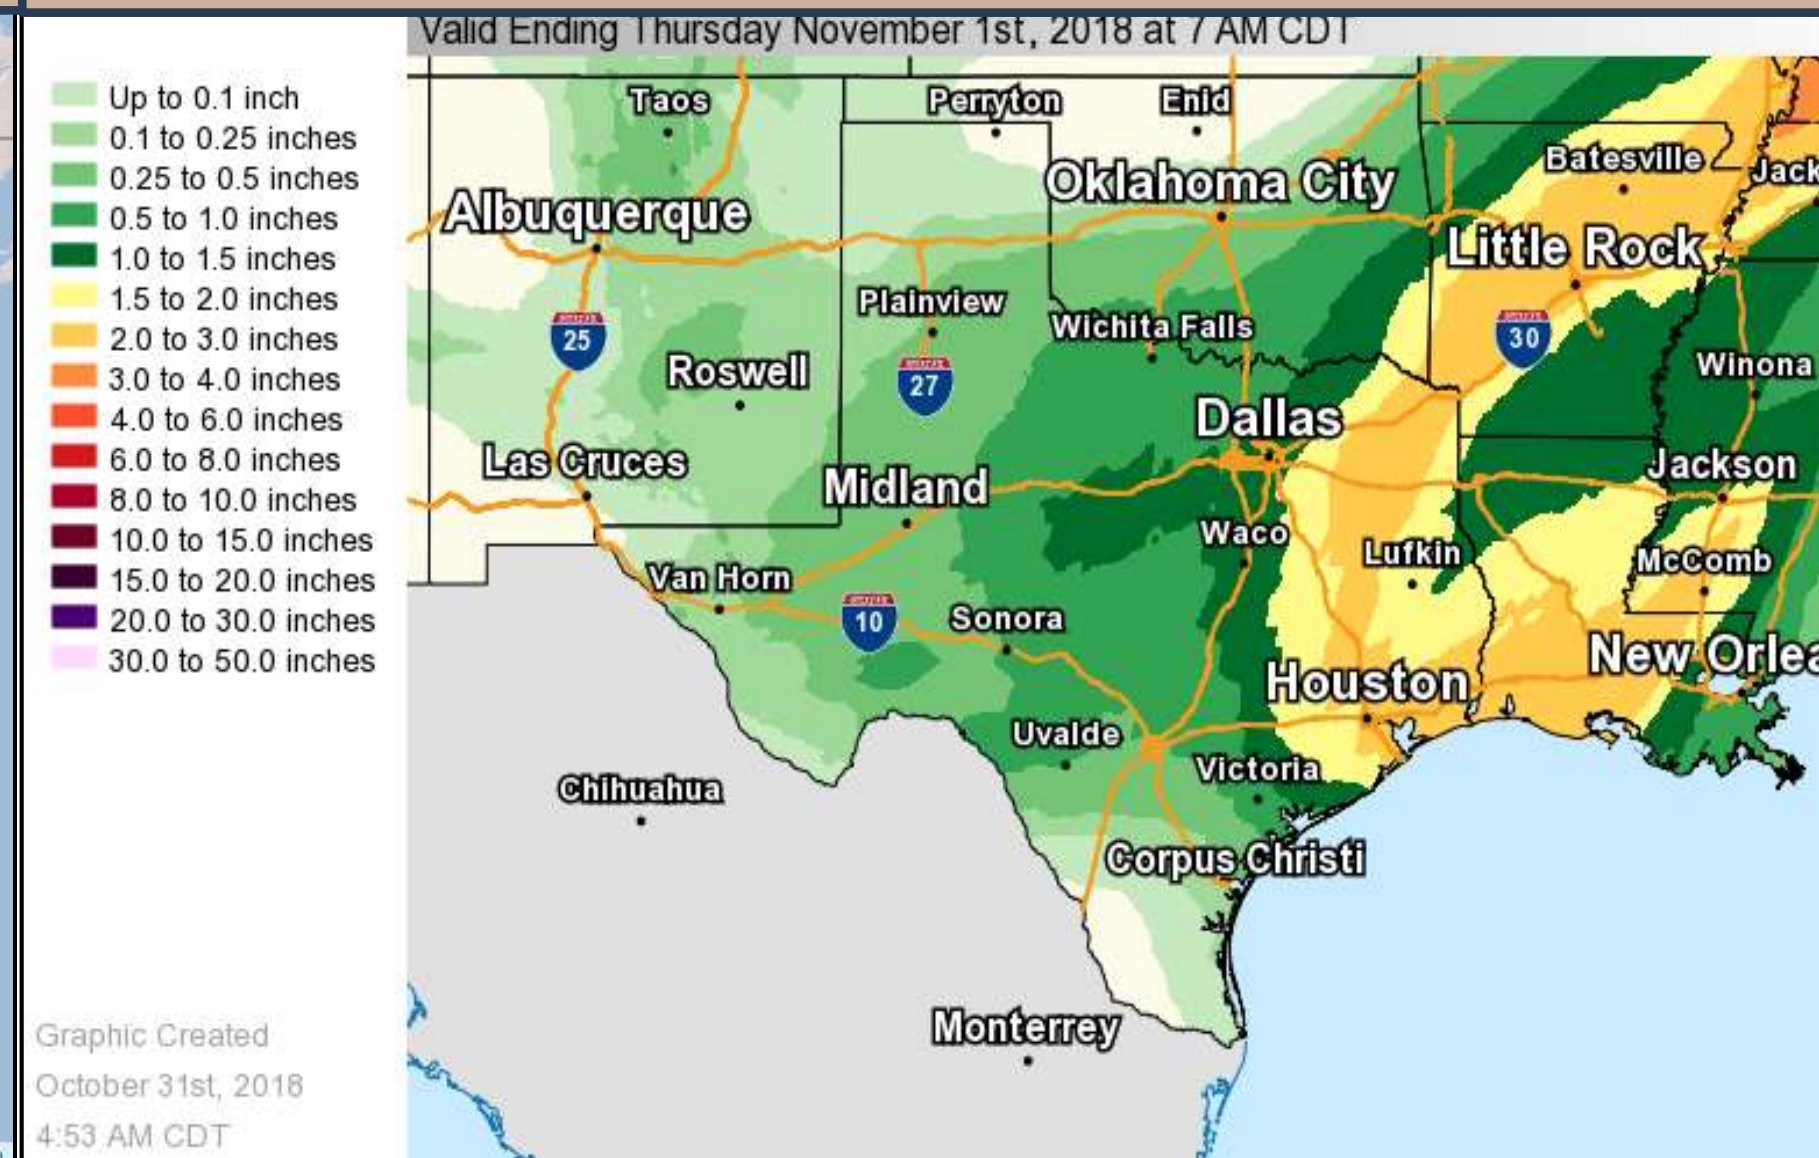 Valid Ending Thursday November 1st, 2018 at 7 AM CDT
Up to 0.1 inch
0.1 to 0.25 inches
0.25 to 0.5 inches
0.5 to 1.0 inches
1.0 to 1.5 inches
1.5 to 2.0 inches
2.0 to 3.0 inches
3.0 to 4.0 inches
4.0 to 6.0 inches
6.0 to 8.0 inches
8.0 to 10.0 inches
10.0 to 15.0 inches
15.0 to 20.0 inches
20.0 to 30.0 inches
30.0 to 50.0 inches
Graphic Created
October 31st, 2018
4:53 AM CDT
Taos
Perryton
Enid
Batesville
Jack
Oklahoma City
Albuquerque
Little Rock
Plainview
Wichita Falls
25
30
Roswell
27
Winona
Dallas
Las Cruces
Midland
Jackson
Waco
Lufkin
McComb
Van Horn
10
Sonora
New Orlea
Houston
Uvalde
Victoria
Chihuahua
Corpus Christi
Monterrey